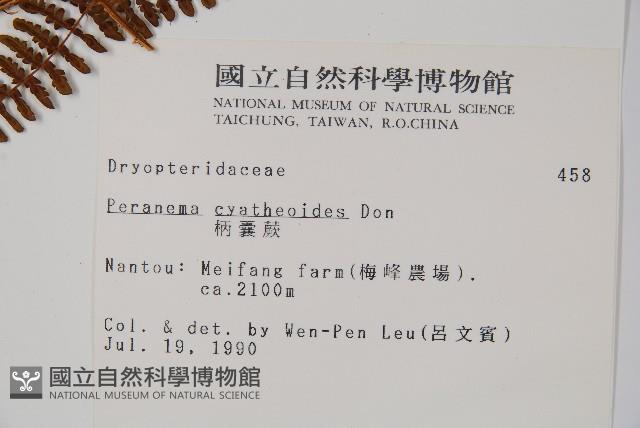 國立自然科學博物館
NATIONAL MUSEUM OF NATURAL SCIENCE
TAICHUNG, TAIWAN, R.O.CHINA
Dryopteridaceae 458
Peranema cyatheoides Don
柄囊蕨
Nantou: Meifang farm(梅峰農場).
ca.2100m
Col. & det. by Wen-Pen Leu(呂文賓)
Jul. 19, 1990
國立自然科學博物館
NATIONAL MUSEUM OF NATURAL SCIENCE